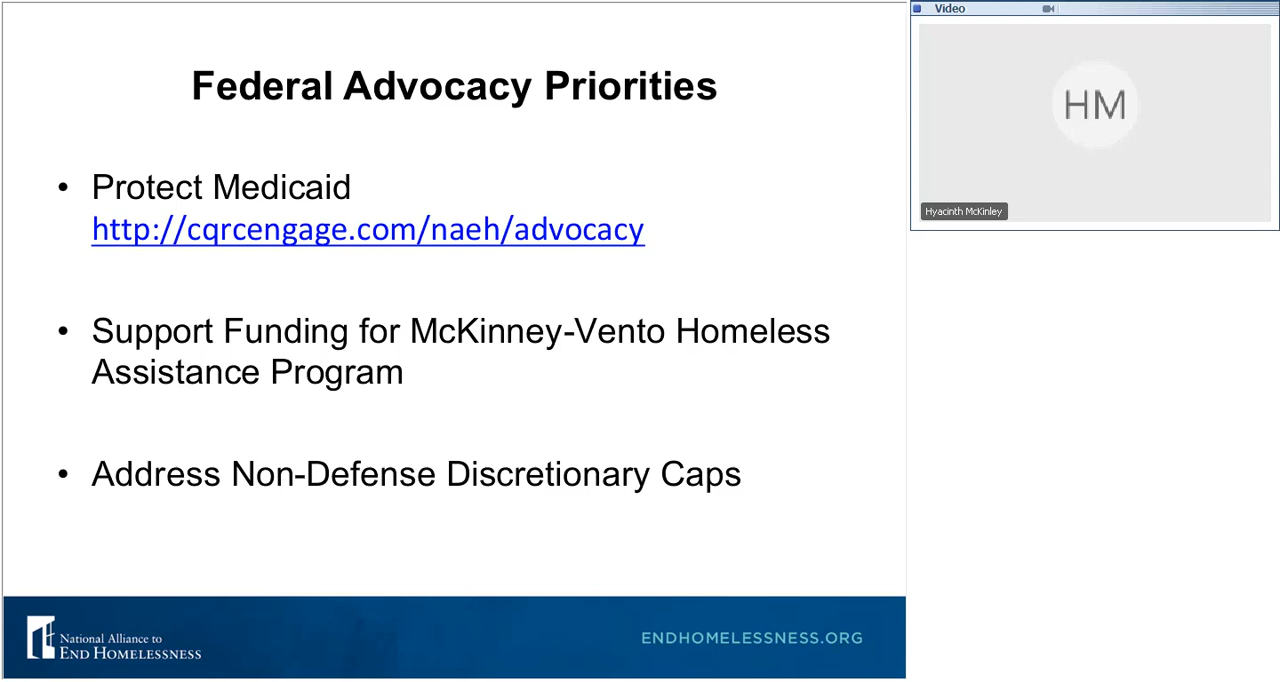 Federal Advocacy Priorities
• Protect Medicaid
http://cqrcengage.com/naeh/advocacy
• Support Funding for McKinney-Vento Homeless
Assistance Program
• Address Non-Defense Discretionary Caps
National Alliance to
END HOMELESSNESS
ENDHOMELESSNESS.ORG
Video
HM
Hyacinth McKinley